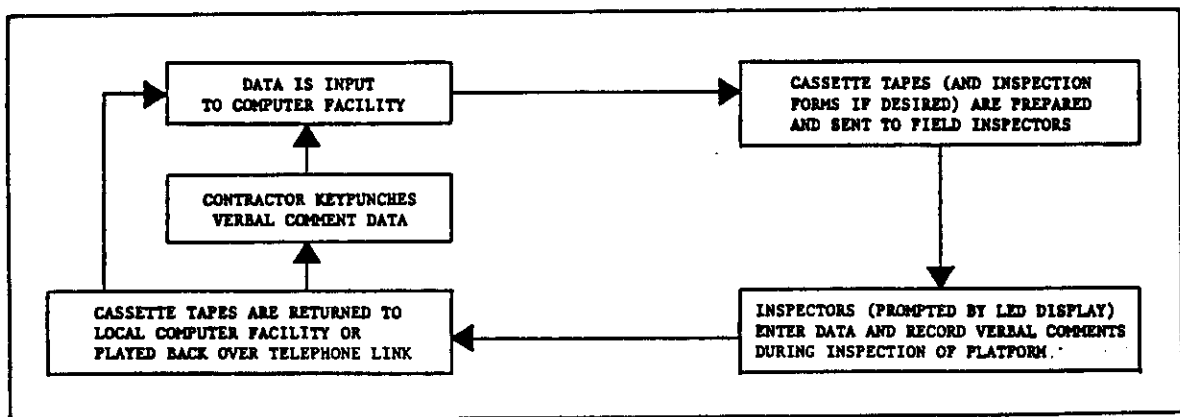 DATA IS INPUT
TO COMPUTER FACILITY
CASSETTE TAPES (AND INSPECTION
FORMS IF DESIRED) ARE PREPARED
AND SENT TO FIELD INSPECTORS
CONTRACTOR KEYPUNCHES
VERBAL COMMENT DATA
CASSETTE TAPES ARE RETURNED TO
LOCAL COMPUTER FACILITY OR
PLAYED BACK OVER TELEPHONE LINK
INSPECTORS (PROMPTED BY LED DISPLAY)
ENTER DATA AND RECORD VERBAL COMMENTS
DURING INSPECTION OF PLATFORM.